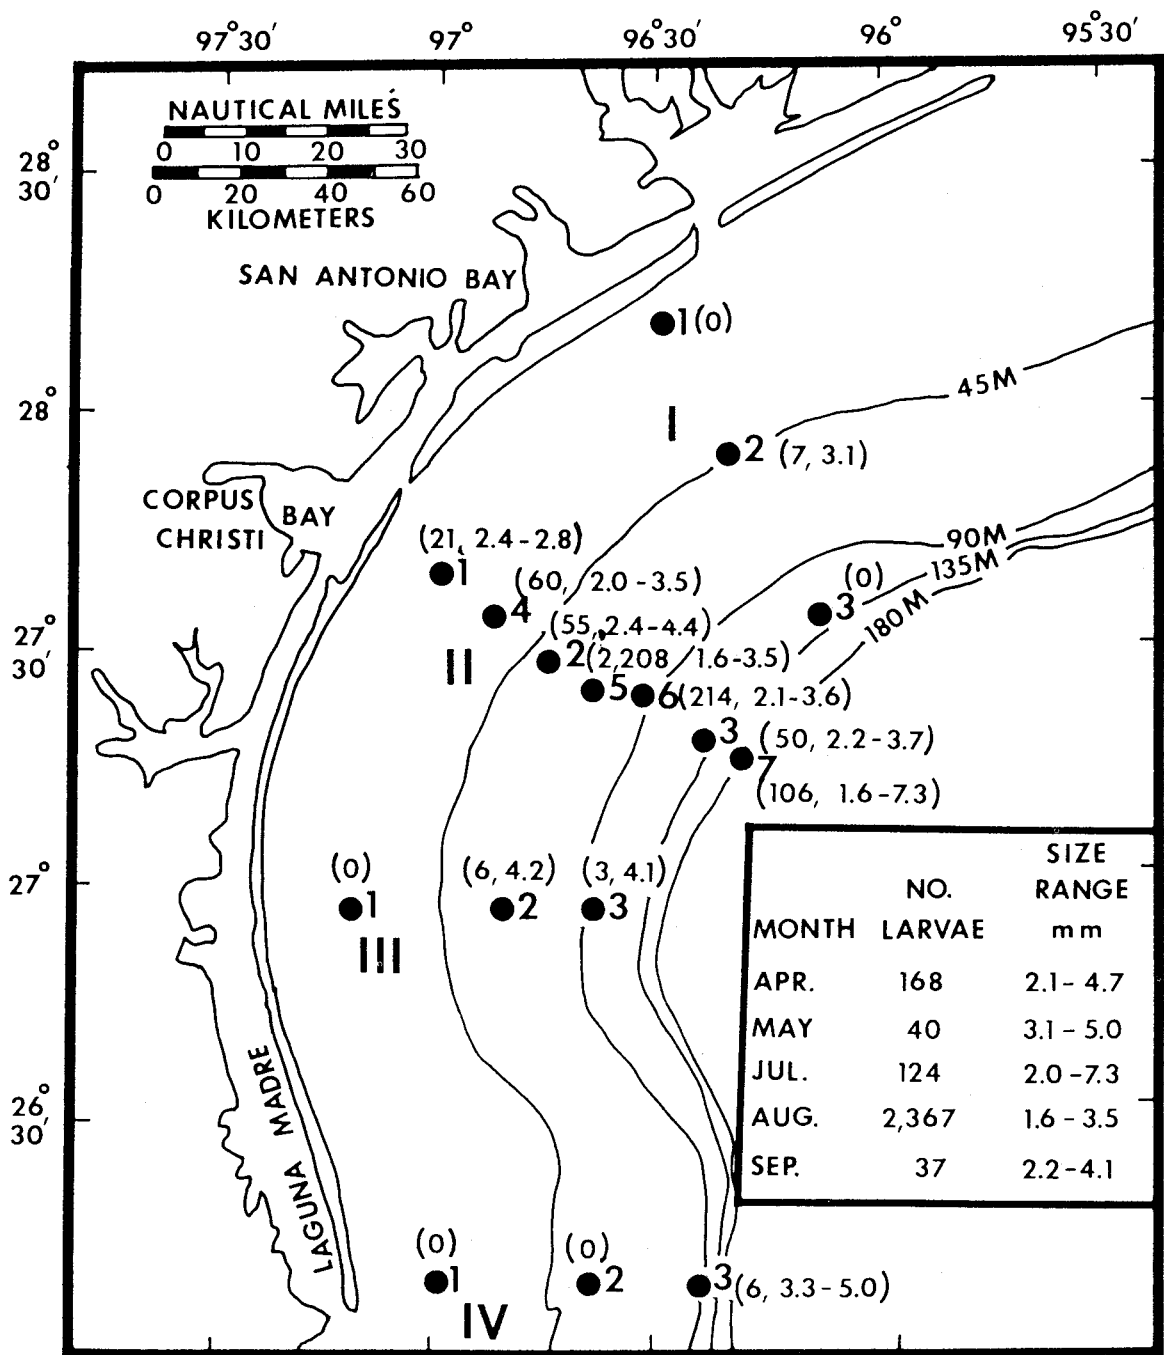 97°30′ 97° 96°30′ 96° 95°30′
NAUTICAL MILES
0 10 20 30
0 20 40 60
KILOMETERS
28°
30′
SAN ANTONIO BAY
1 (0)
45M
28°
I
2 (7, 3.1)
CORPUS
CHRISTI
BAY
90M
135M
180M
(21, 2.4-2.8)
1
(60, 2.0-3.5)
4
(0)
3
(55, 2.4-4.4)
27°
30′
II
2 (2,208 1.6-3.5)
5
6 (214, 2.1-3.6)
3 (50, 2.2-3.7)
7
(106, 1.6-7.3)
27°
(0)
1
(6, 4.2)
2
(3, 4.1)
3
III
SIZE
NO. RANGE
MONTH LARVAE mm
APR. 168 2.1-4.7
MAY 40 3.1-5.0
JUL. 124 2.0-7.3
AUG. 2,367 1.6-3.5
SEP. 37 2.2-4.1
26°
30′
LAGUNA MADRE
(0)
1
(0)
2
3 (6, 3.3-5.0)
IV